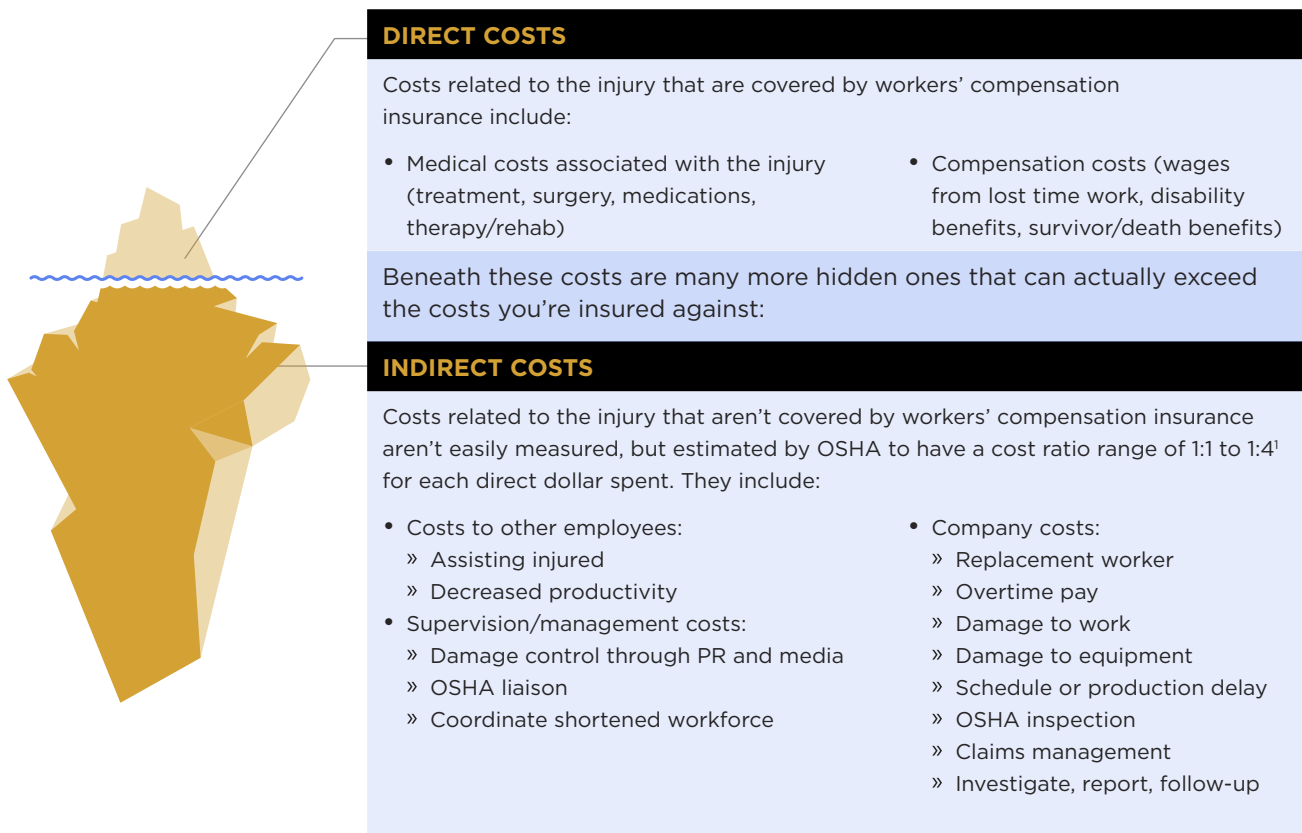 DIRECT COSTS
Costs related to the injury that are covered by workers’ compensation
insurance include:
• Medical costs associated with the injury
(treatment, surgery, medications,
therapy/rehab)
• Compensation costs (wages
from lost time work, disability
benefits, survivor/death benefits)
Beneath these costs are many more hidden ones that can actually exceed
the costs you’re insured against:
INDIRECT COSTS
Costs related to the injury that aren’t covered by workers’ compensation insurance
aren’t easily measured, but estimated by OSHA to have a cost ratio range of 1:1 to 1:4¹
for each direct dollar spent. They include:
• Costs to other employees:
» Assisting injured
» Decreased productivity
• Supervision/management costs:
» Damage control through PR and media
» OSHA liaison
» Coordinate shortened workforce
• Company costs:
» Replacement worker
» Overtime pay
» Damage to work
» Damage to equipment
» Schedule or production delay
» OSHA inspection
» Claims management
» Investigate, report, follow-up